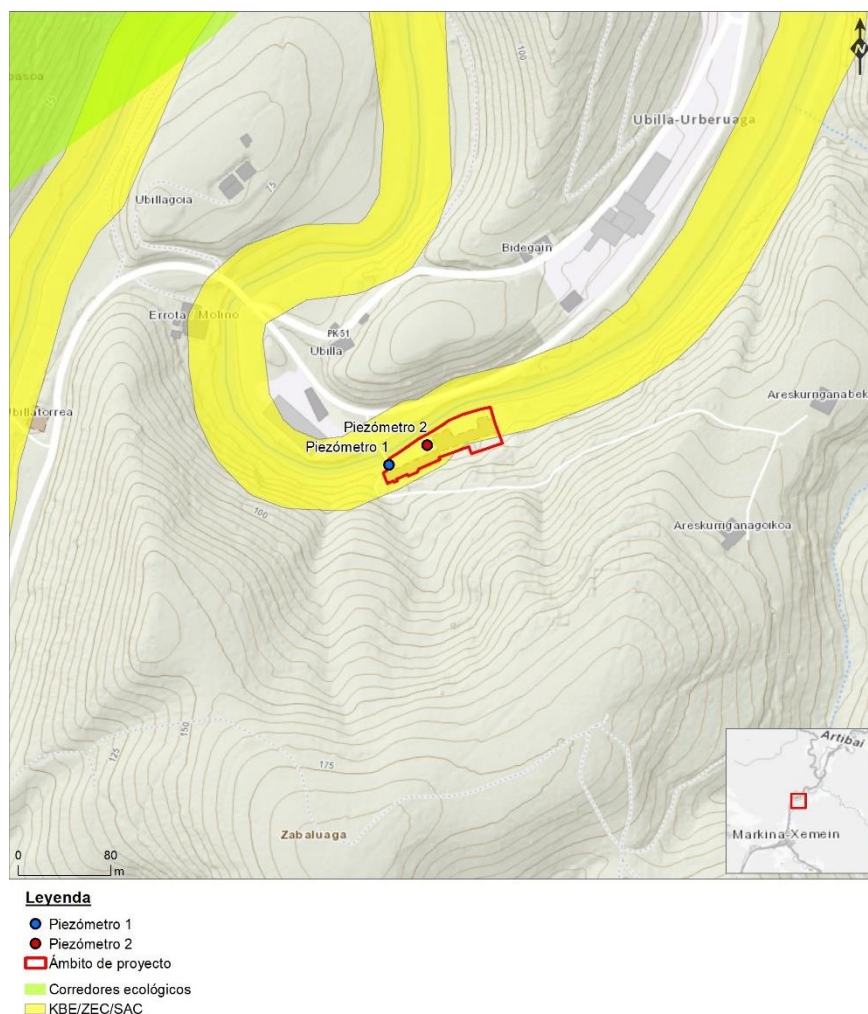 N
100
Ubilla-Urberuaga
75
Ubillagoia
Bidegain
Errota / Molino
PK 51
Ubilla
Areskurriganabek
Piezómetro 2
Piezómetro 1
100
Areskurriganagoikoa
150
125
175
Zabaluaga
Artibai
Markina-Xemein
0 80
m
Leyenda
Piezómetro 1
Piezómetro 2
Ámbito de proyecto
Corredores ecológicos
KBE/ZEC/SAC